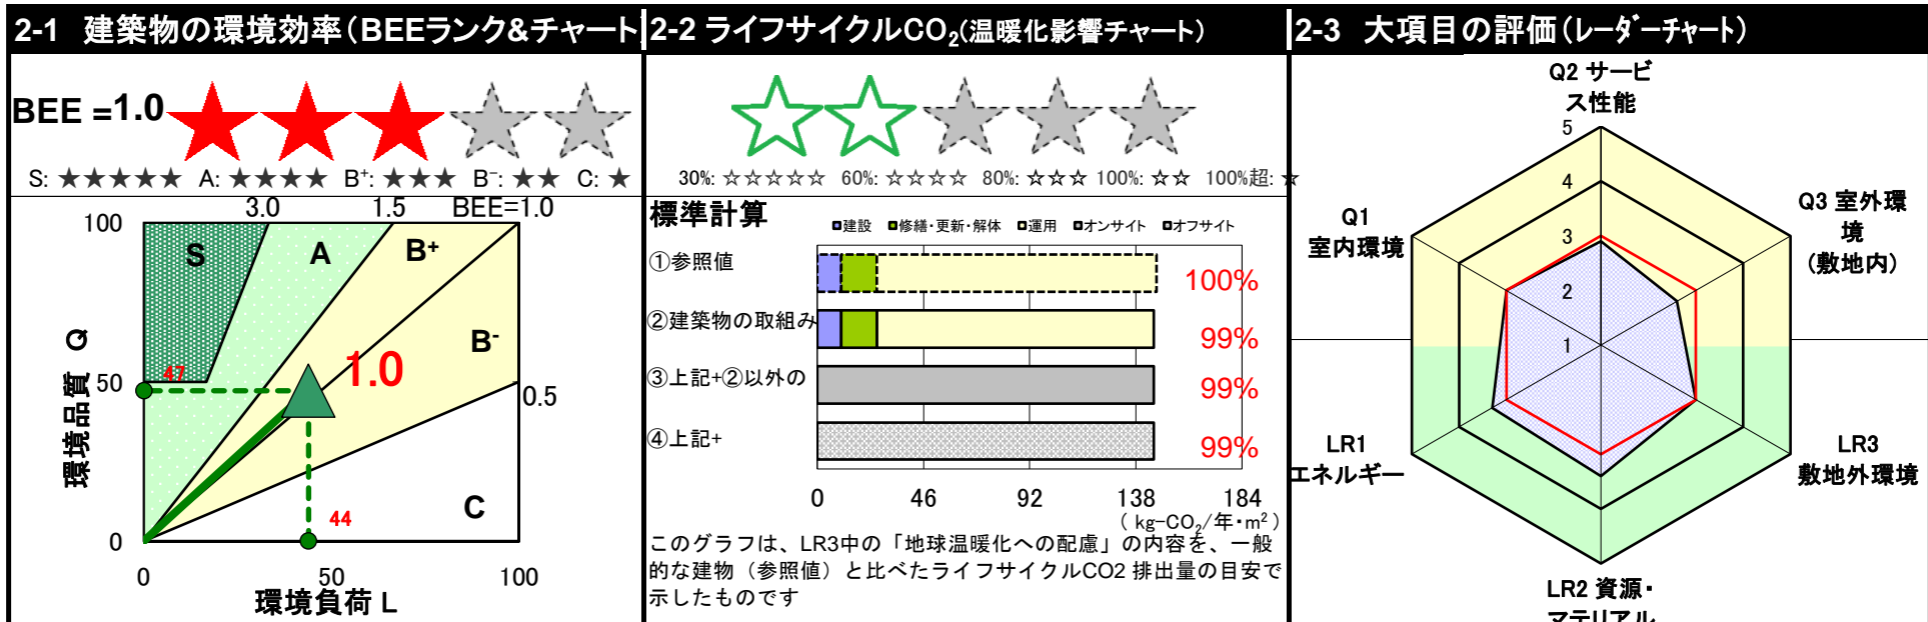 2-1 建築物の環境効率(BEEランク&チャート)
BEE =1.0
S: ★★★★★ A: ★★★★ B+: ★★★ B-: ★★ C: ★
3.0 1.5 BEE=1.0
100
S
A
B+
B-
47
1.0
50
0.5
環境品質 Q
C
44
0
0 50 100
環境負荷 L
2-2 ライフサイクルCO2(温暖化影響チャート)
30%: ☆☆☆☆☆ 60%: ☆☆☆☆ 80%: ☆☆☆ 100%: ☆☆ 100%超: ☆
標準計算
建設 修繕・更新・解体 運用 オンサイト オフサイト
①参照値 100%
②建築物の取組み 99%
③上記+②以外の 99%
④上記+ 99%
0 46 92 138 184
( kg-CO2/年・m2 )
このグラフは、LR3中の「地球温暖化への配慮」の内容を、一般
的な建物(参照値)と比べたライフサイクルCO2 排出量の目安で
示したものです
2-3 大項目の評価(レーダーチャート)
Q2 サービ
ス性能
5
4
3
2
1
Q1
室内環境
Q3 室外環
境
(敷地内)
LR1
エネルギー
LR3
敷地外環境
LR2 資源・
マテリアル